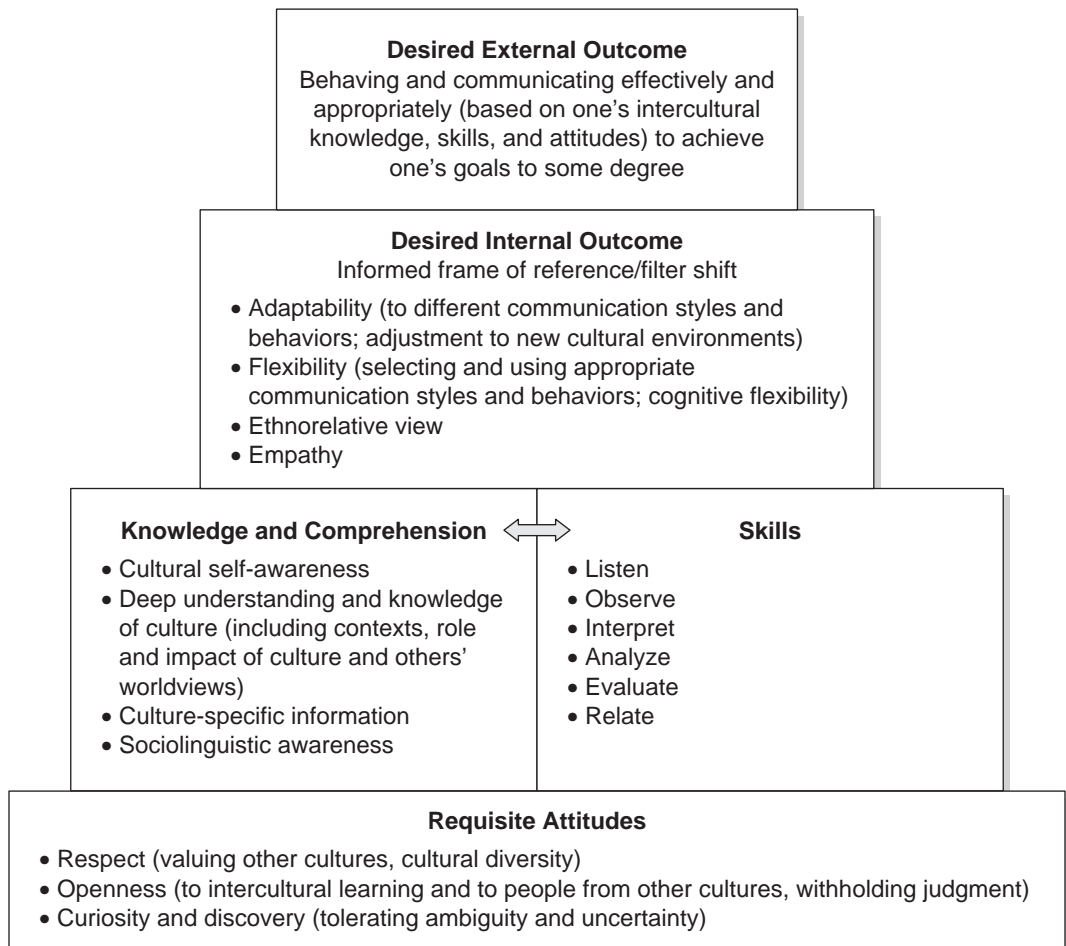 Desired External Outcome
Behaving and communicating effectively and
appropriately (based on one’s intercultural
knowledge, skills, and attitudes) to achieve
one’s goals to some degree
Desired Internal Outcome
Informed frame of reference/filter shift
• Adaptability (to different communication styles and
behaviors; adjustment to new cultural environments)
• Flexibility (selecting and using appropriate
communication styles and behaviors; cognitive flexibility)
• Ethnorelative view
• Empathy
Knowledge and Comprehension
• Cultural self-awareness
• Deep understanding and knowledge
of culture (including contexts, role
and impact of culture and others’
worldviews)
• Culture-specific information
• Sociolinguistic awareness
Skills
• Listen
• Observe
• Interpret
• Analyze
• Evaluate
• Relate
Requisite Attitudes
• Respect (valuing other cultures, cultural diversity)
• Openness (to intercultural learning and to people from other cultures, withholding judgment)
• Curiosity and discovery (tolerating ambiguity and uncertainty)